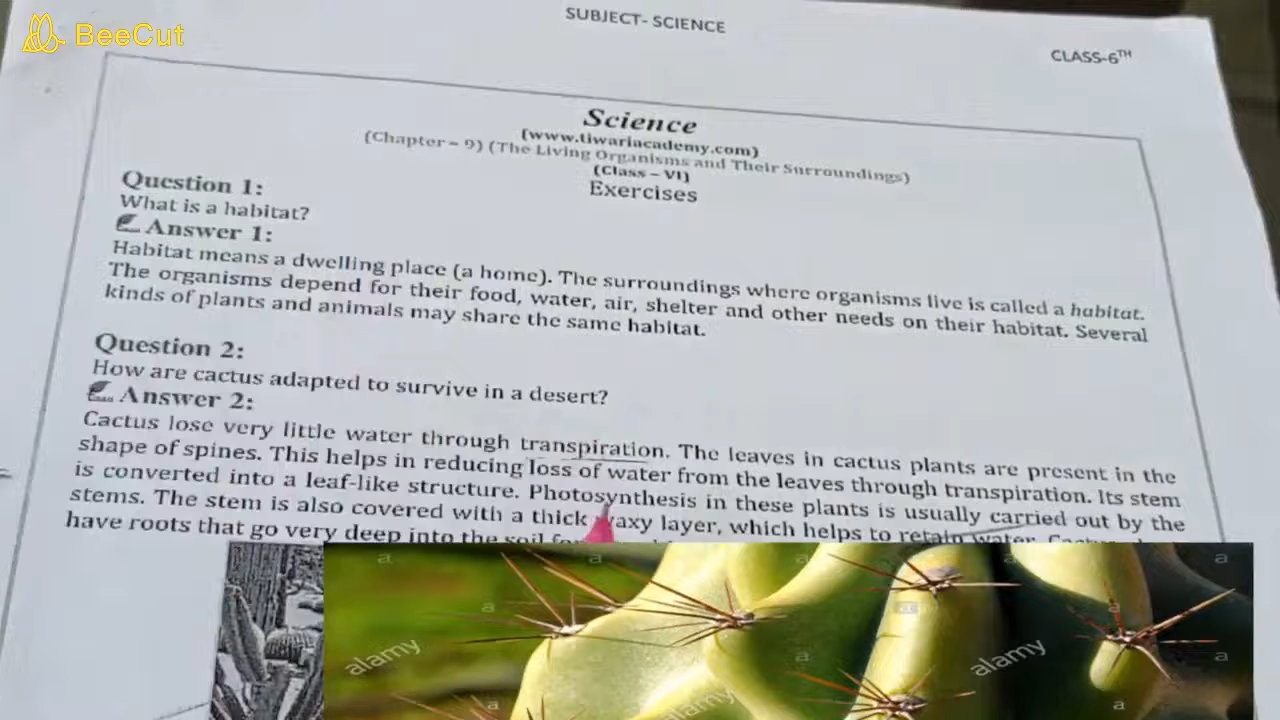 BeeCut
SUBJECT- SCIENCE
CLASS-6TH
Science
(www.tiwariacademy.com)
(Chapter – 9) (The Living Organisms and Their Surroundings)
(Class – VI)
Exercises
Question 1:
What is a habitat?
Answer 1:
Habitat means a dwelling place (a home). The surroundings where organisms live is called a habitat.
The organisms depend for their food, water, air, shelter and other needs on their habitat. Several
kinds of plants and animals may share the same habitat.
Question 2:
How are cactus adapted to survive in a desert?
Answer 2:
Cactus lose very little water through transpiration. The leaves in cactus plants are present in the
shape of spines. This helps in reducing loss of water from the leaves through transpiration. Its stem
is converted into a leaf-like structure. Photosynthesis in these plants is usually carried out by the
stems. The stem is also covered with a thick waxy layer, which helps to retain water.
have roots that go very deep into the soil
a a a
a a a
alamy a alamy a
a alamy a